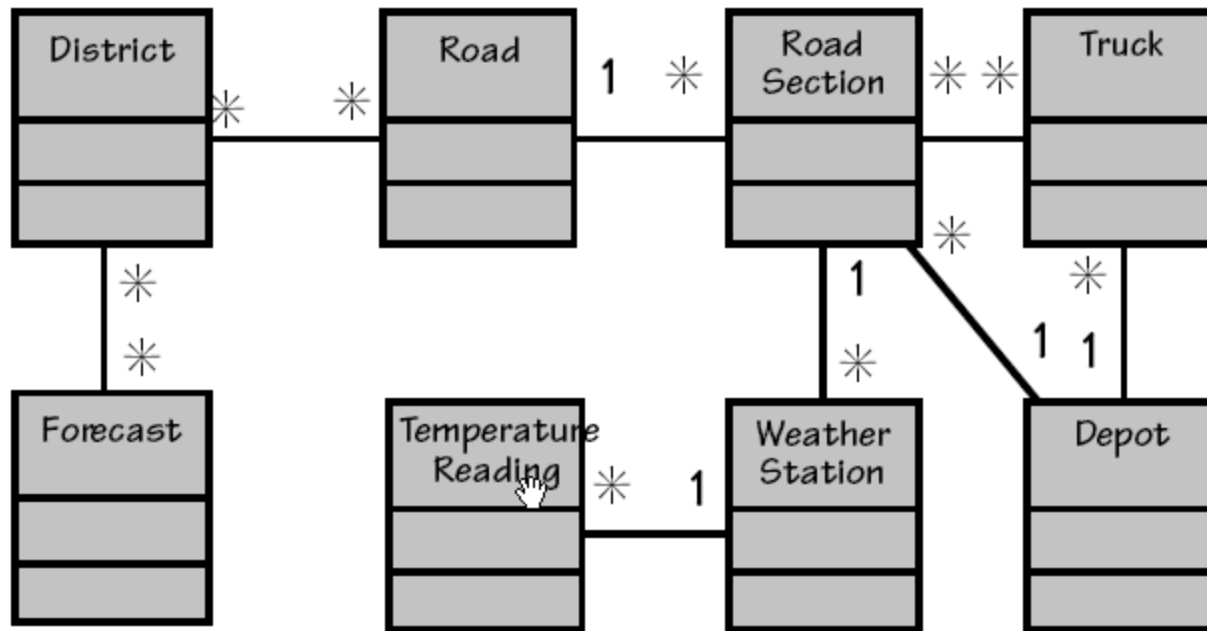 District
Road
Road
Section
Truck
* * 1 * * *
*
* 1 *
* * 1 1
Forecast
Temperature
Reading
Weather
Station
Depot
* 1